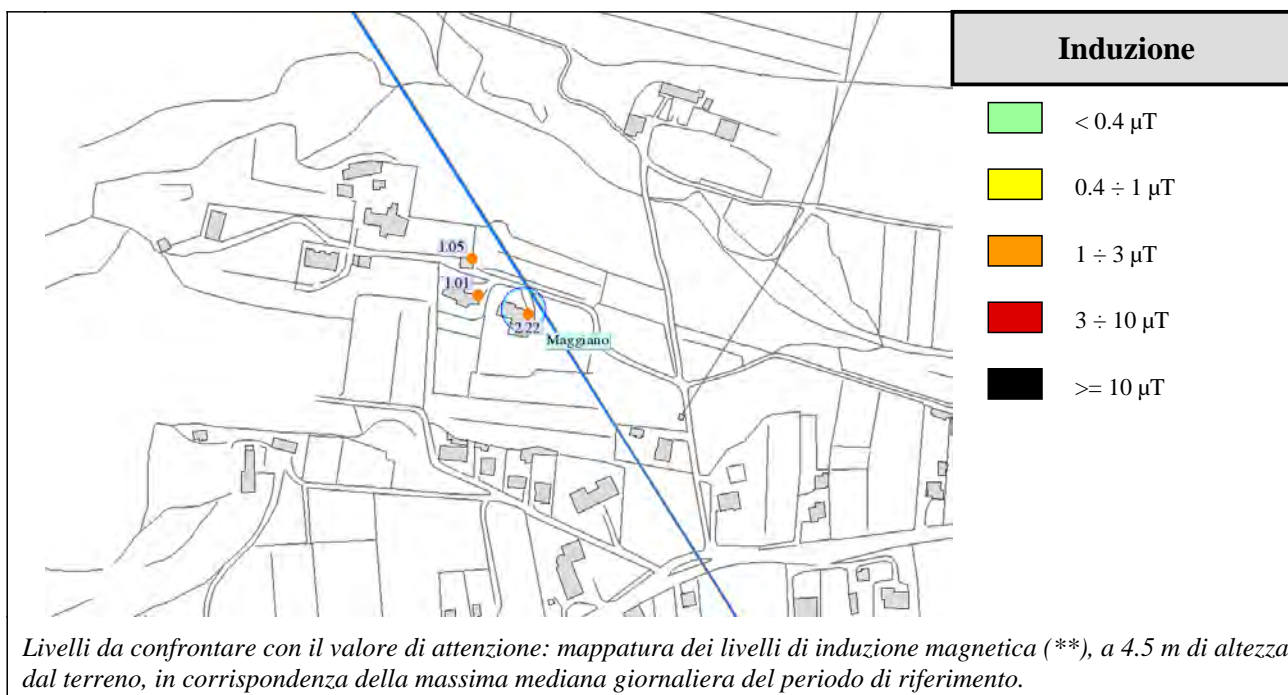 Induzione
< 0.4 µT
0.4 ÷ 1 µT
1 ÷ 3 µT
3 ÷ 10 µT
>= 10 µT
1.05
1.01
2.22
Maggiano
Livelli da confrontare con il valore di attenzione: mappatura dei livelli di induzione magnetica (**), a 4.5 m di altezza
dal terreno, in corrispondenza della massima mediana giornaliera del periodo di riferimento.